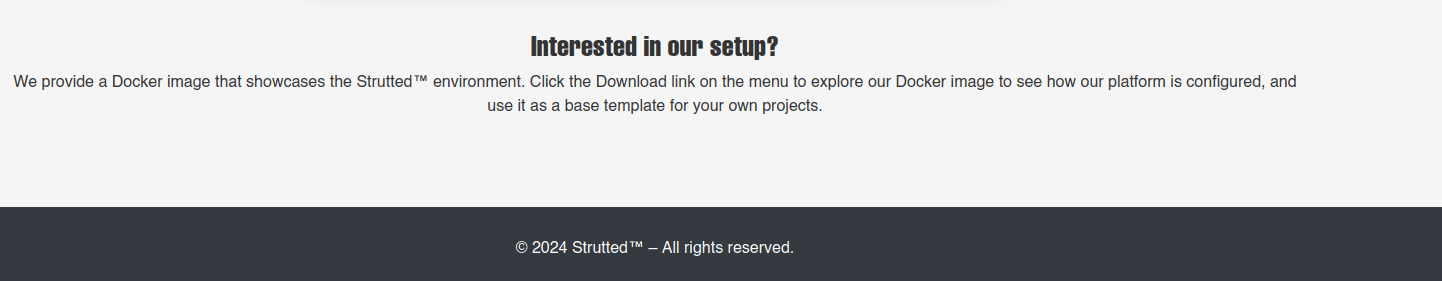 Interested in our setup?
We provide a Docker image that showcases the Strutted™ environment. Click the Download link on the menu to explore our Docker image to see how our platform is configured, and
use it as a base template for your own projects.
© 2024 Strutted™ – All rights reserved.